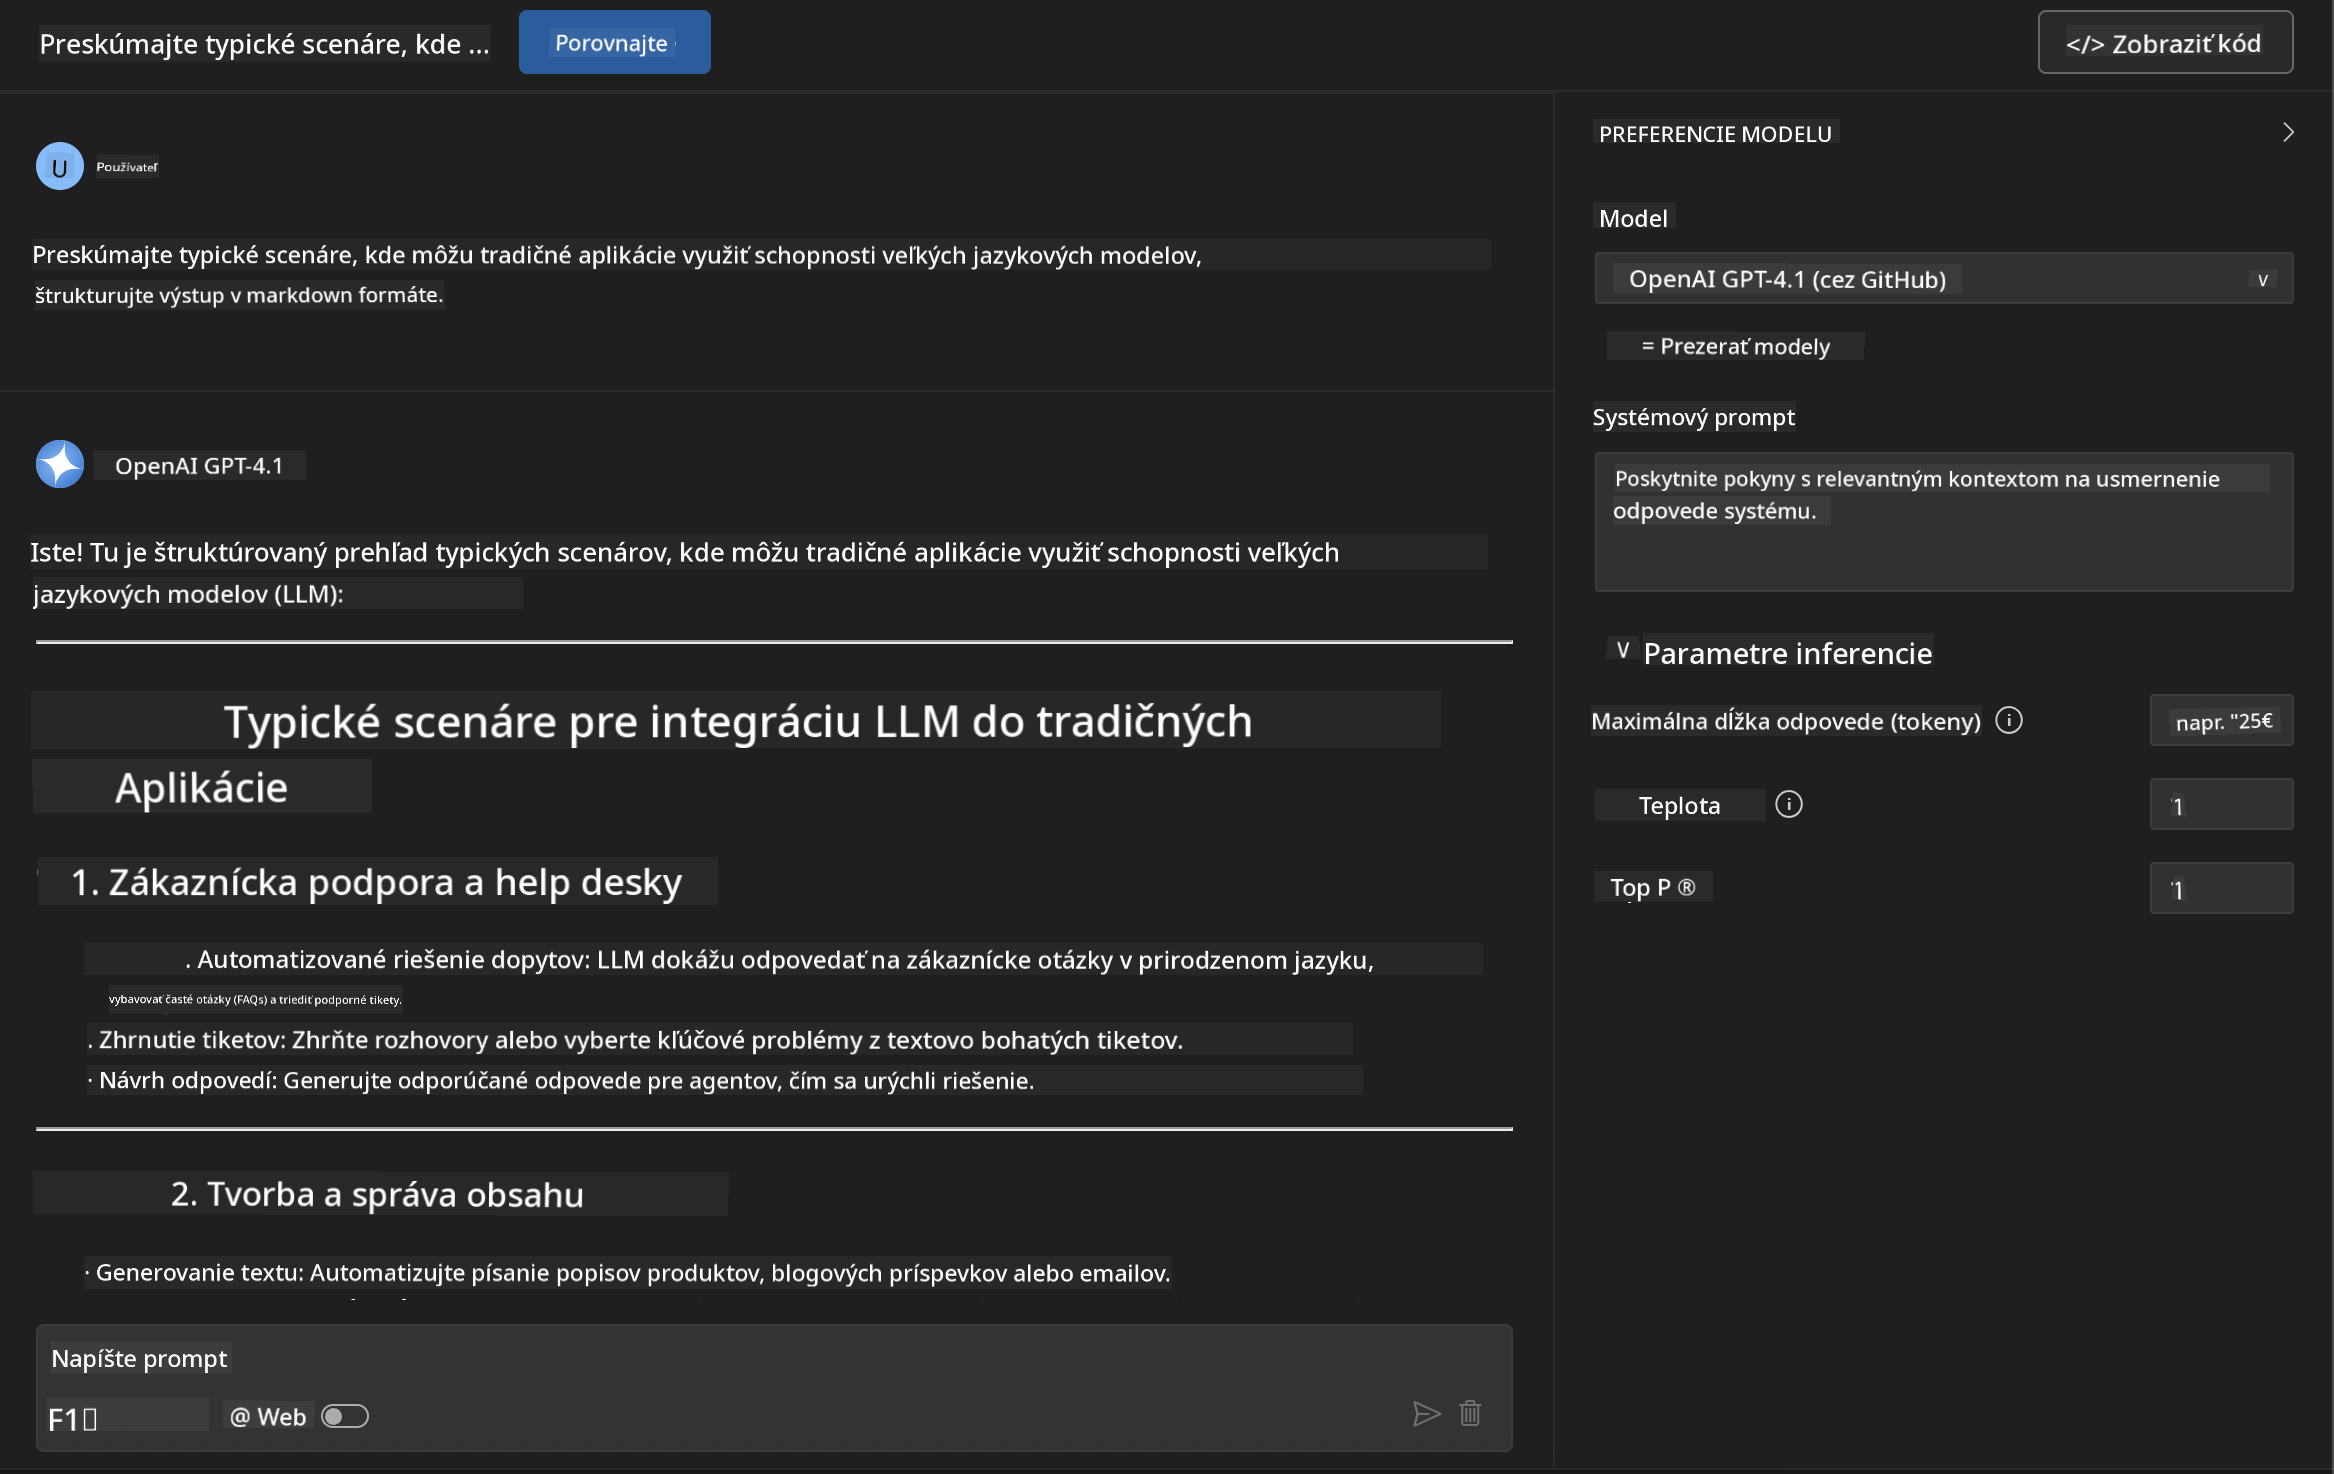 Preskúmajte typické scenáre, kde ...
Porovnajte
</> Zobraziť kód
U
Používateľ
Preskúmajte typické scenáre, kde môžu tradičné aplikácie využiť schopnosti veľkých jazykových modelov,
štrukturujte výstup v markdown formáte.
OpenAI GPT-4.1
Iste! Tu je štruktúrovaný prehľad typických scenárov, kde môžu tradičné aplikácie využiť schopnosti veľkých
jazykových modelov (LLM):
Typické scenáre pre integráciu LLM do tradičných
Aplikácie
1. Zákaznícka podpora a help desky
. Automatizované riešenie dopytov: LLM dokážu odpovedať na zákaznícke otázky v prirodzenom jazyku,
vybavovať časté otázky (FAQs) a triediť podporné tikety.
. Zhrnutie tiketov: Zhrňte rozhovory alebo vyberte kľúčové problémy z textovo bohatých tiketov.
· Návrh odpovedí: Generujte odporúčané odpovede pre agentov, čím sa urýchli riešenie.
2. Tvorba a správa obsahu
· Generovanie textu: Automatizujte písanie popisov produktov, blogových príspevkov alebo emailov.
Napíšte prompt
F1
@ Web
PREFERENCIE MODELU
Model
OpenAI GPT-4.1 (cez GitHub)
v
= Prezerať modely
Systémový prompt
Poskytnite pokyny s relevantným kontextom na usmernenie
odpovede systému.
V Parametre inferencie
Maximálna dĺžka odpovede (tokeny)
napr. "25€
Teplota
1
Top P ®
1